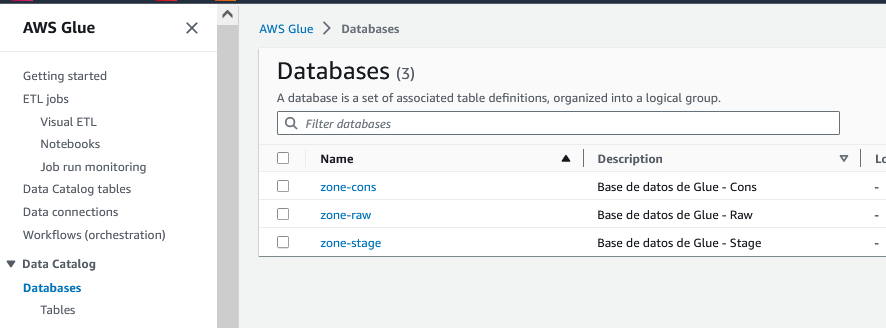 AWS Glue
Getting started
ETL jobs
Visual ETL
Notebooks
Job run monitoring
Data Catalog tables
Data connections
Workflows (orchestration)
Data Catalog
Databases
Tables
AWS Glue > Databases
Databases (3)
A database is a set of associated table definitions, organized into a logical group.
Filter databases
Name Description Lo
zone-cons Base de datos de Glue - Cons -
zone-raw Base de datos de Glue - Raw -
zone-stage Base de datos de Glue - Stage -